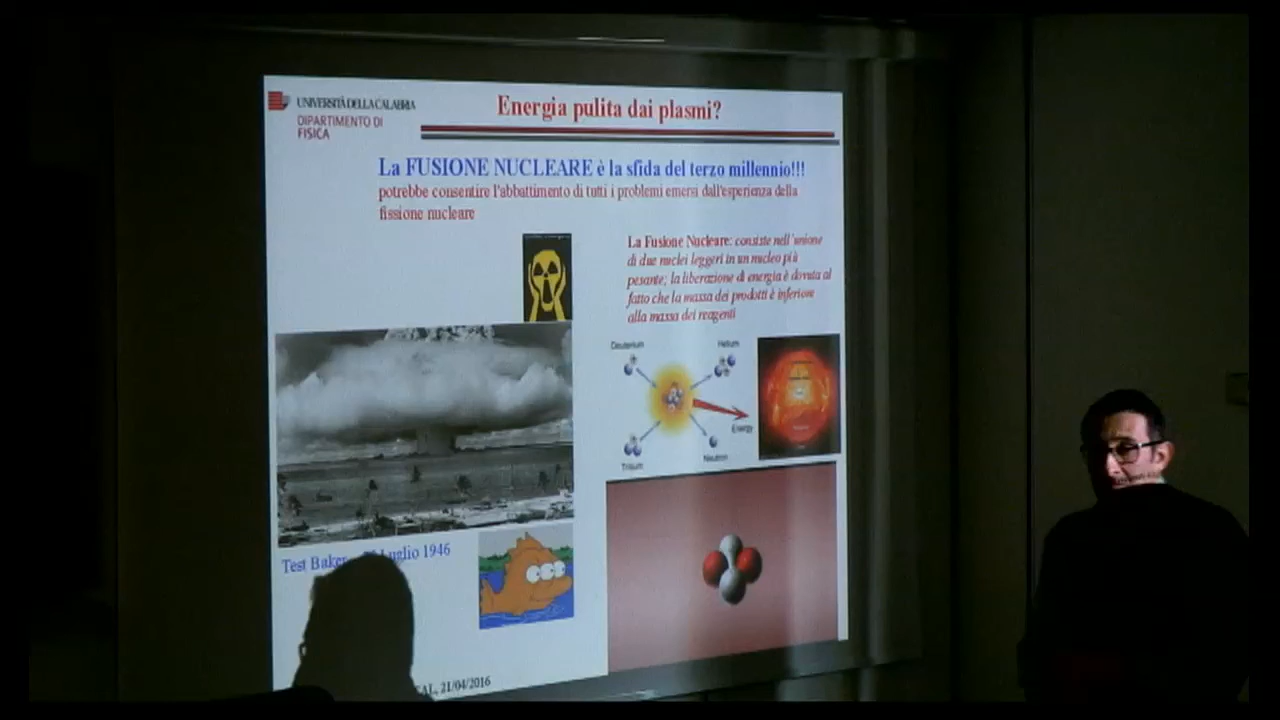 UNIVERSITÀ DELLA CALABRIA
DIPARTIMENTO DI
FISICA
Energia pulita dai plasmi?
La FUSIONE NUCLEARE è la sfida del terzo millennio!!!
potrebbe consentire l'abbattimento di tutti i problemi emersi dall'esperienza della
fissione nucleare
La Fusione Nucleare: consiste nell'unione
di due nuclei leggeri in un nucleo più
pesante; la liberazione di energia è dovuta al
fatto che la massa dei prodotti è inferiore
alla massa dei reagenti
Deuterium
Helium
Energy
Tritium
Neutron
Test Baker Luglio 1946
21/04/2016